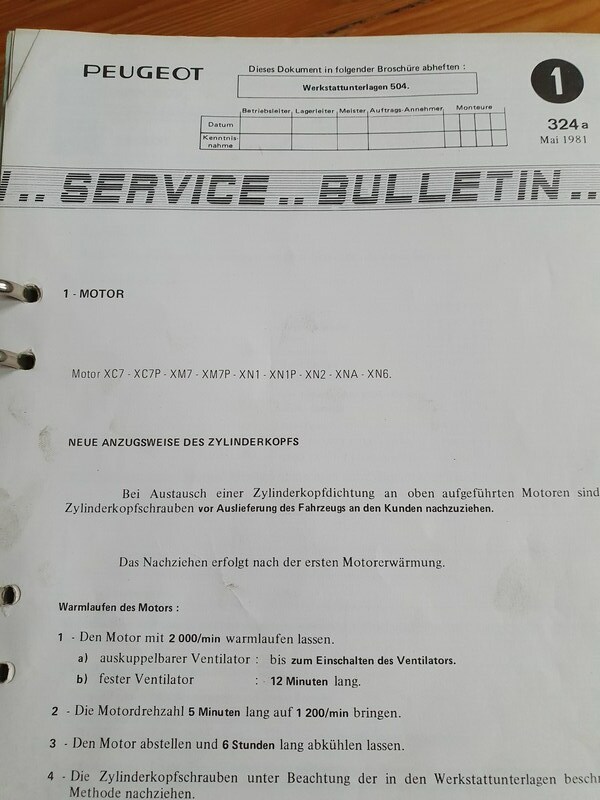 PEUGEOT
Dieses Dokument in folgender Broschüre abheften :
Werkstattunterlagen 504.
1
Betriebsleiter Lagerleiter Meister Auftrags-Annehmer Monteure
Datum
Kenntnis-
nahme
324 a
Mai 1981
.. SERVICE .. BULLETIN ..
1 - MOTOR
Motor XC7 - XC7P - XM7 - XM7P - XN1 - XN1P - XN2 - XNA - XN6.
NEUE ANZUGSWEISE DES ZYLINDERKOPFS
Bei Austausch einer Zylinderkopfdichtung an oben aufgeführten Motoren sind
Zylinderkopfschrauben vor Auslieferung des Fahrzeugs an den Kunden nachzuziehen.
Das Nachziehen erfolgt nach der ersten Motorerwärmung.
Warmlaufen des Motors :
1 - Den Motor mit 2 000/min warmlaufen lassen.
a) auskuppelbarer Ventilator : bis zum Einschalten des Ventilators.
b) fester Ventilator : 12 Minuten lang.
2 - Die Motordrehzahl 5 Minuten lang auf 1 200/min bringen.
3 - Den Motor abstellen und 6 Stunden lang abkühlen lassen.
4 - Die Zylinderkopfschrauben unter Beachtung der in den Werkstattunterlagen
Methode nachziehen.